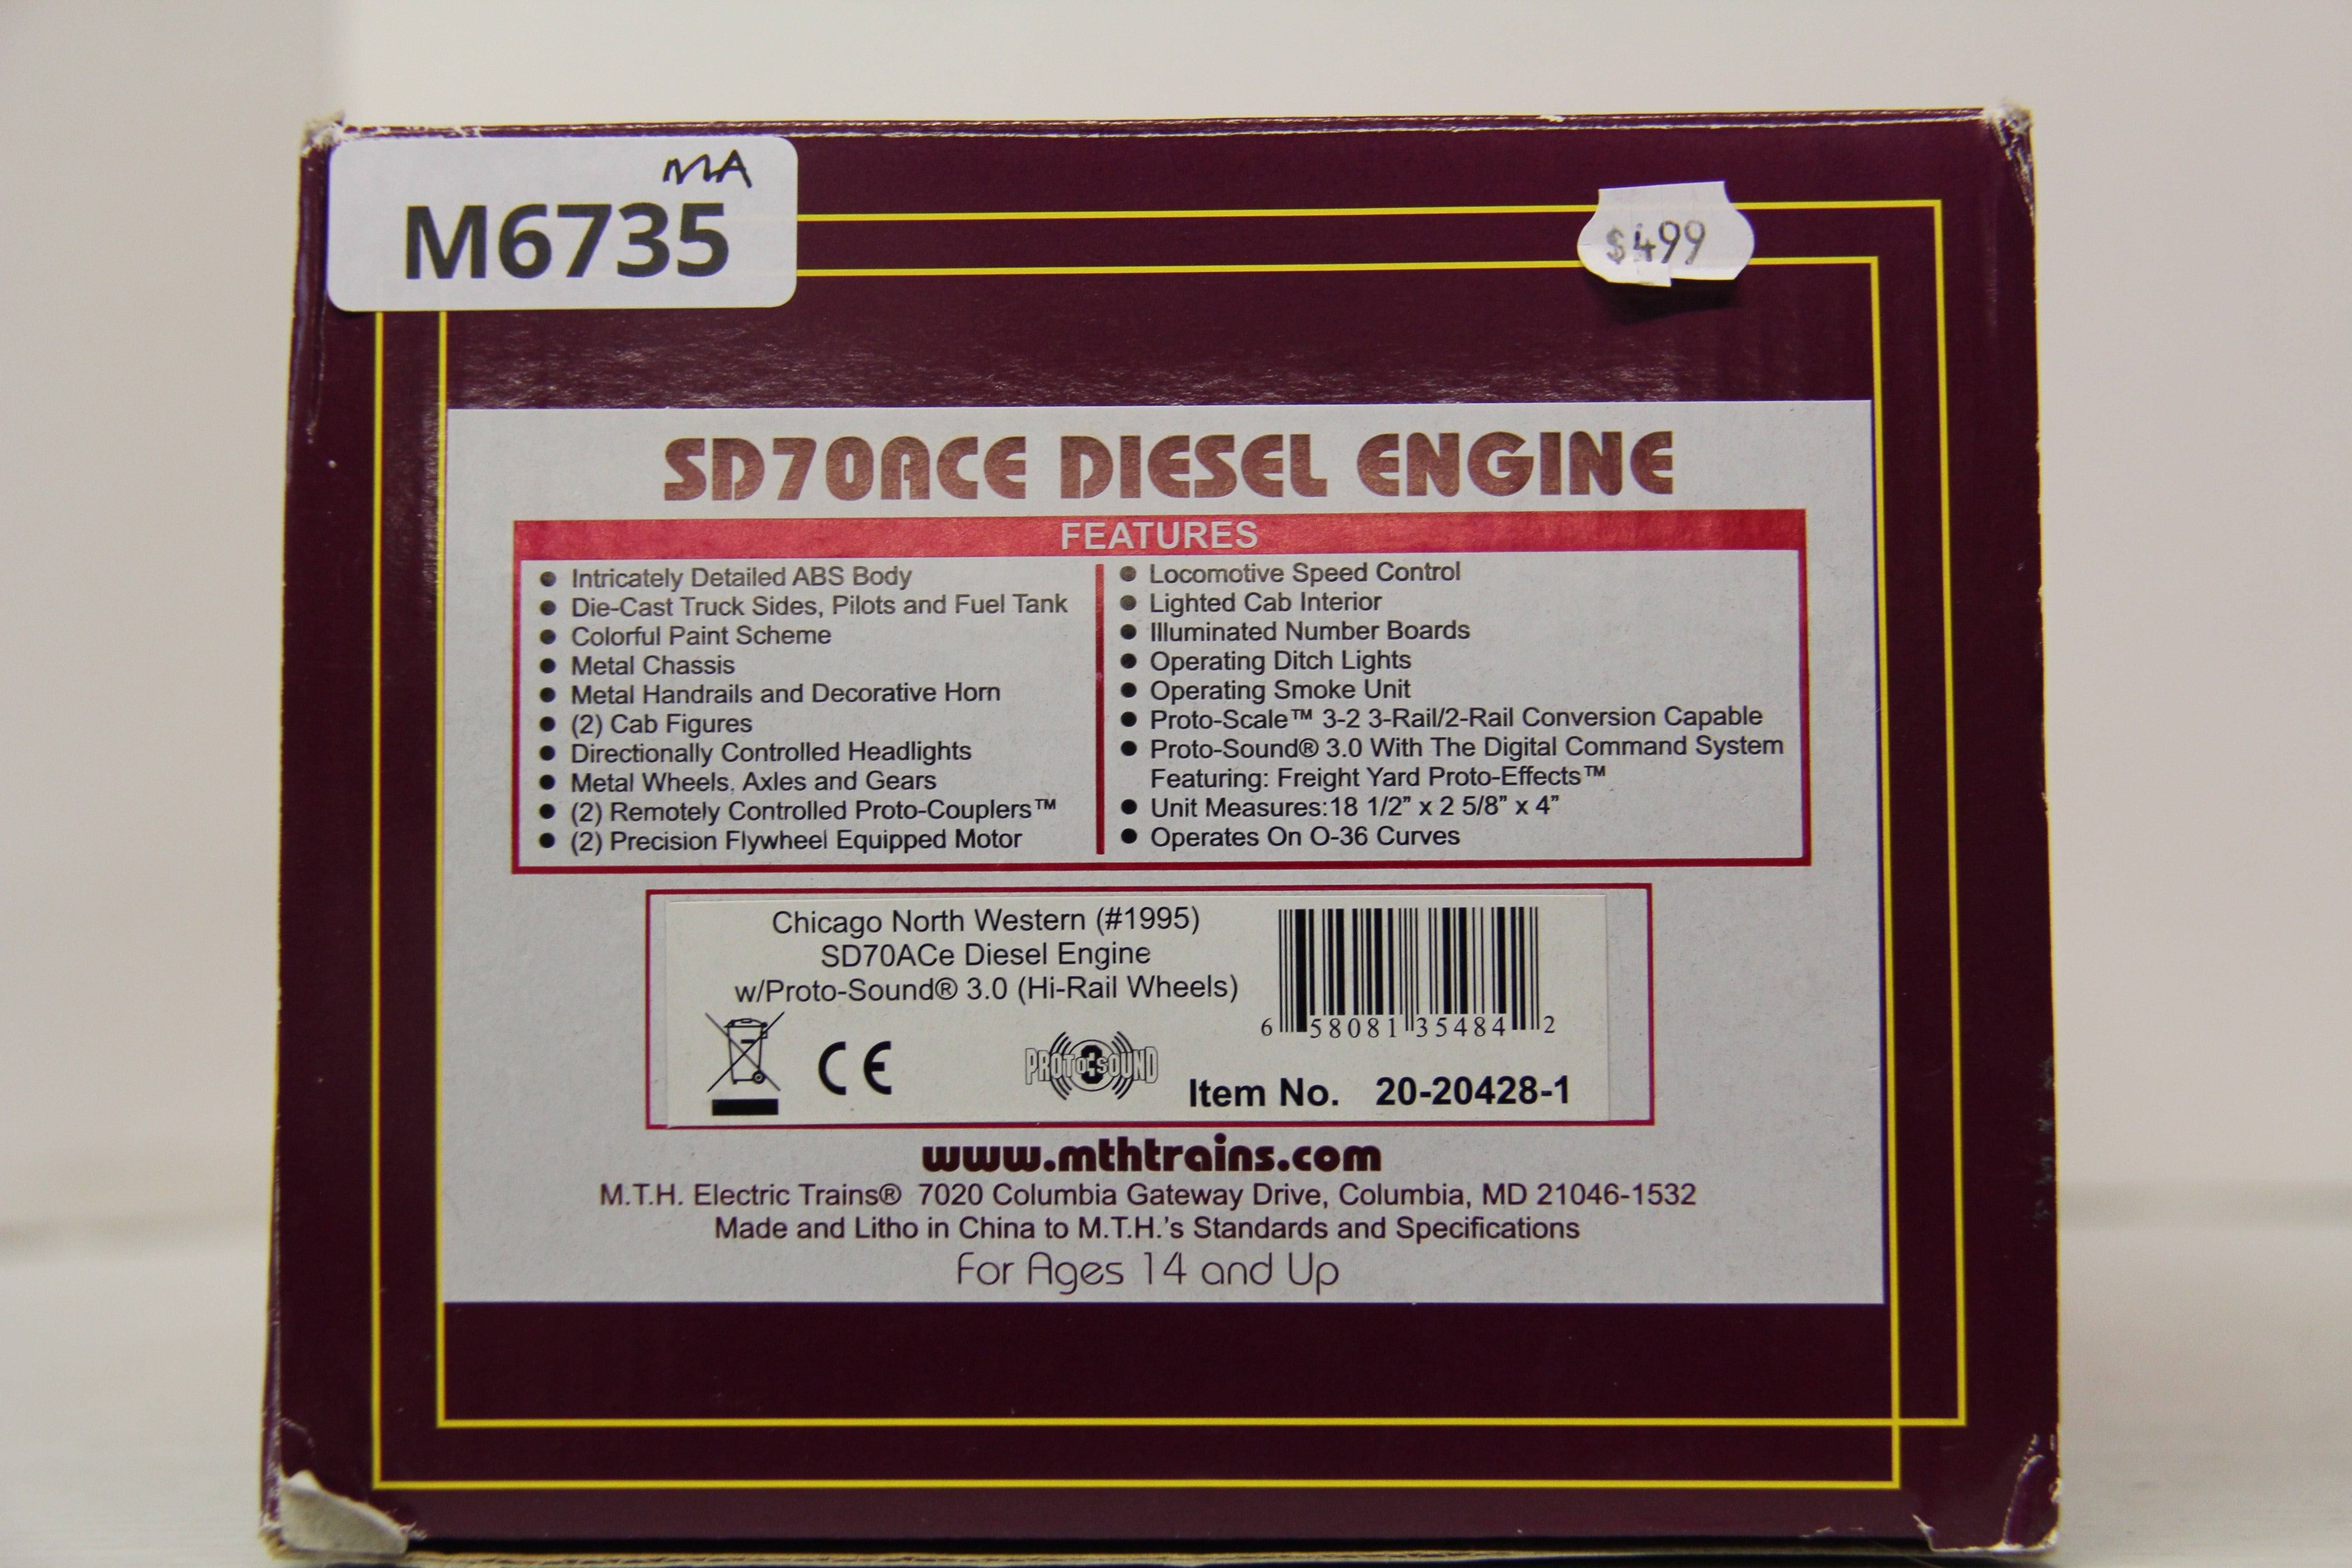 MA
M6735
$499
SD70ACE DIESEL ENGINE
FEATURES
● Intricately Detailed ABS Body
● Die-Cast Truck Sides, Pilots and Fuel Tank
● Colorful Paint Scheme
● Metal Chassis
● Metal Handrails and Decorative Horn
● (2) Cab Figures
● Directionally Controlled Headlights
● Metal Wheels, Axles and Gears
● (2) Remotely Controlled Proto-Couplers™
● (2) Precision Flywheel Equipped Motor
● Locomotive Speed Control
● Lighted Cab Interior
● Illuminated Number Boards
● Operating Ditch Lights
● Operating Smoke Unit
● Proto-Scale™ 3-2 3-Rail/2-Rail Conversion Capable
● Proto-Sound® 3.0 With The Digital Command System
Featuring: Freight Yard Proto-Effects™
● Unit Measures:18 1/2" x 2 5/8" x 4"
● Operates On O-36 Curves
Chicago North Western (#1995)
SD70ACe Diesel Engine
w/Proto-Sound® 3.0 (Hi-Rail Wheels)
6 58081 35484 2
CE
PROTO-SOUND 3
Item No. 20-20428-1
www.mthtrains.com
M.T.H. Electric Trains® 7020 Columbia Gateway Drive, Columbia, MD 21046-1532
Made and Litho in China to M.T.H.'s Standards and Specifications
For Ages 14 and Up